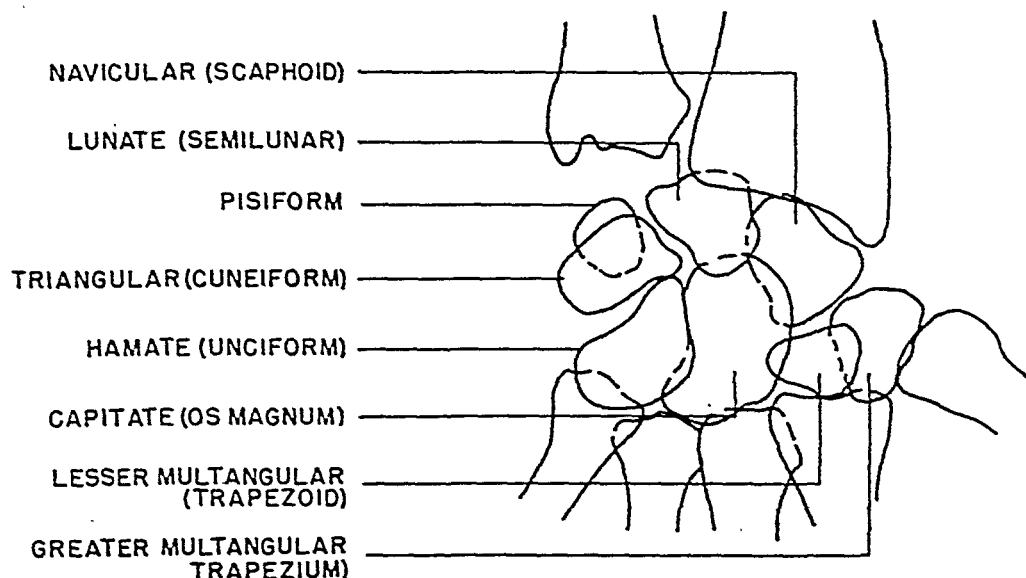 NAVICULAR (SCAPHOID)
LUNATE (SEMILUNAR)
PISIFORM
TRIANGULAR (CUNEIFORM)
HAMATE (UNCIFORM)
CAPITATE (OS MAGNUM)
LESSER MULTANGULAR
(TRAPEZOID)
GREATER MULTANGULAR
TRAPEZIUM)